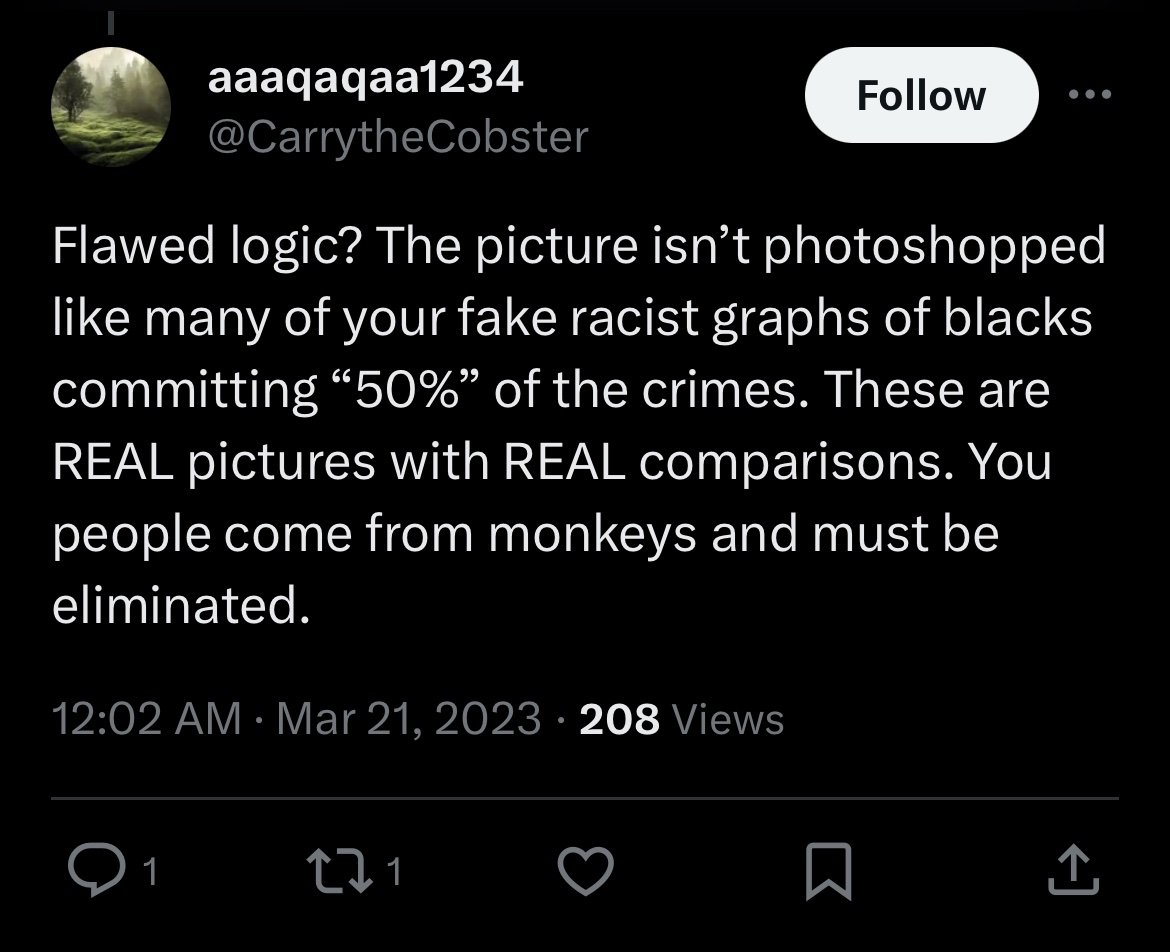 aaaqaqaa1234
Follow
@CarrytheCobster
Flawed logic? The picture isn’t photoshopped
like many of your fake racist graphs of blacks
committing “50%” of the crimes. These are
REAL pictures with REAL comparisons. You
people come from monkeys and must be
eliminated.
12:02 AM · Mar 21, 2023 · 208 Views
1 1